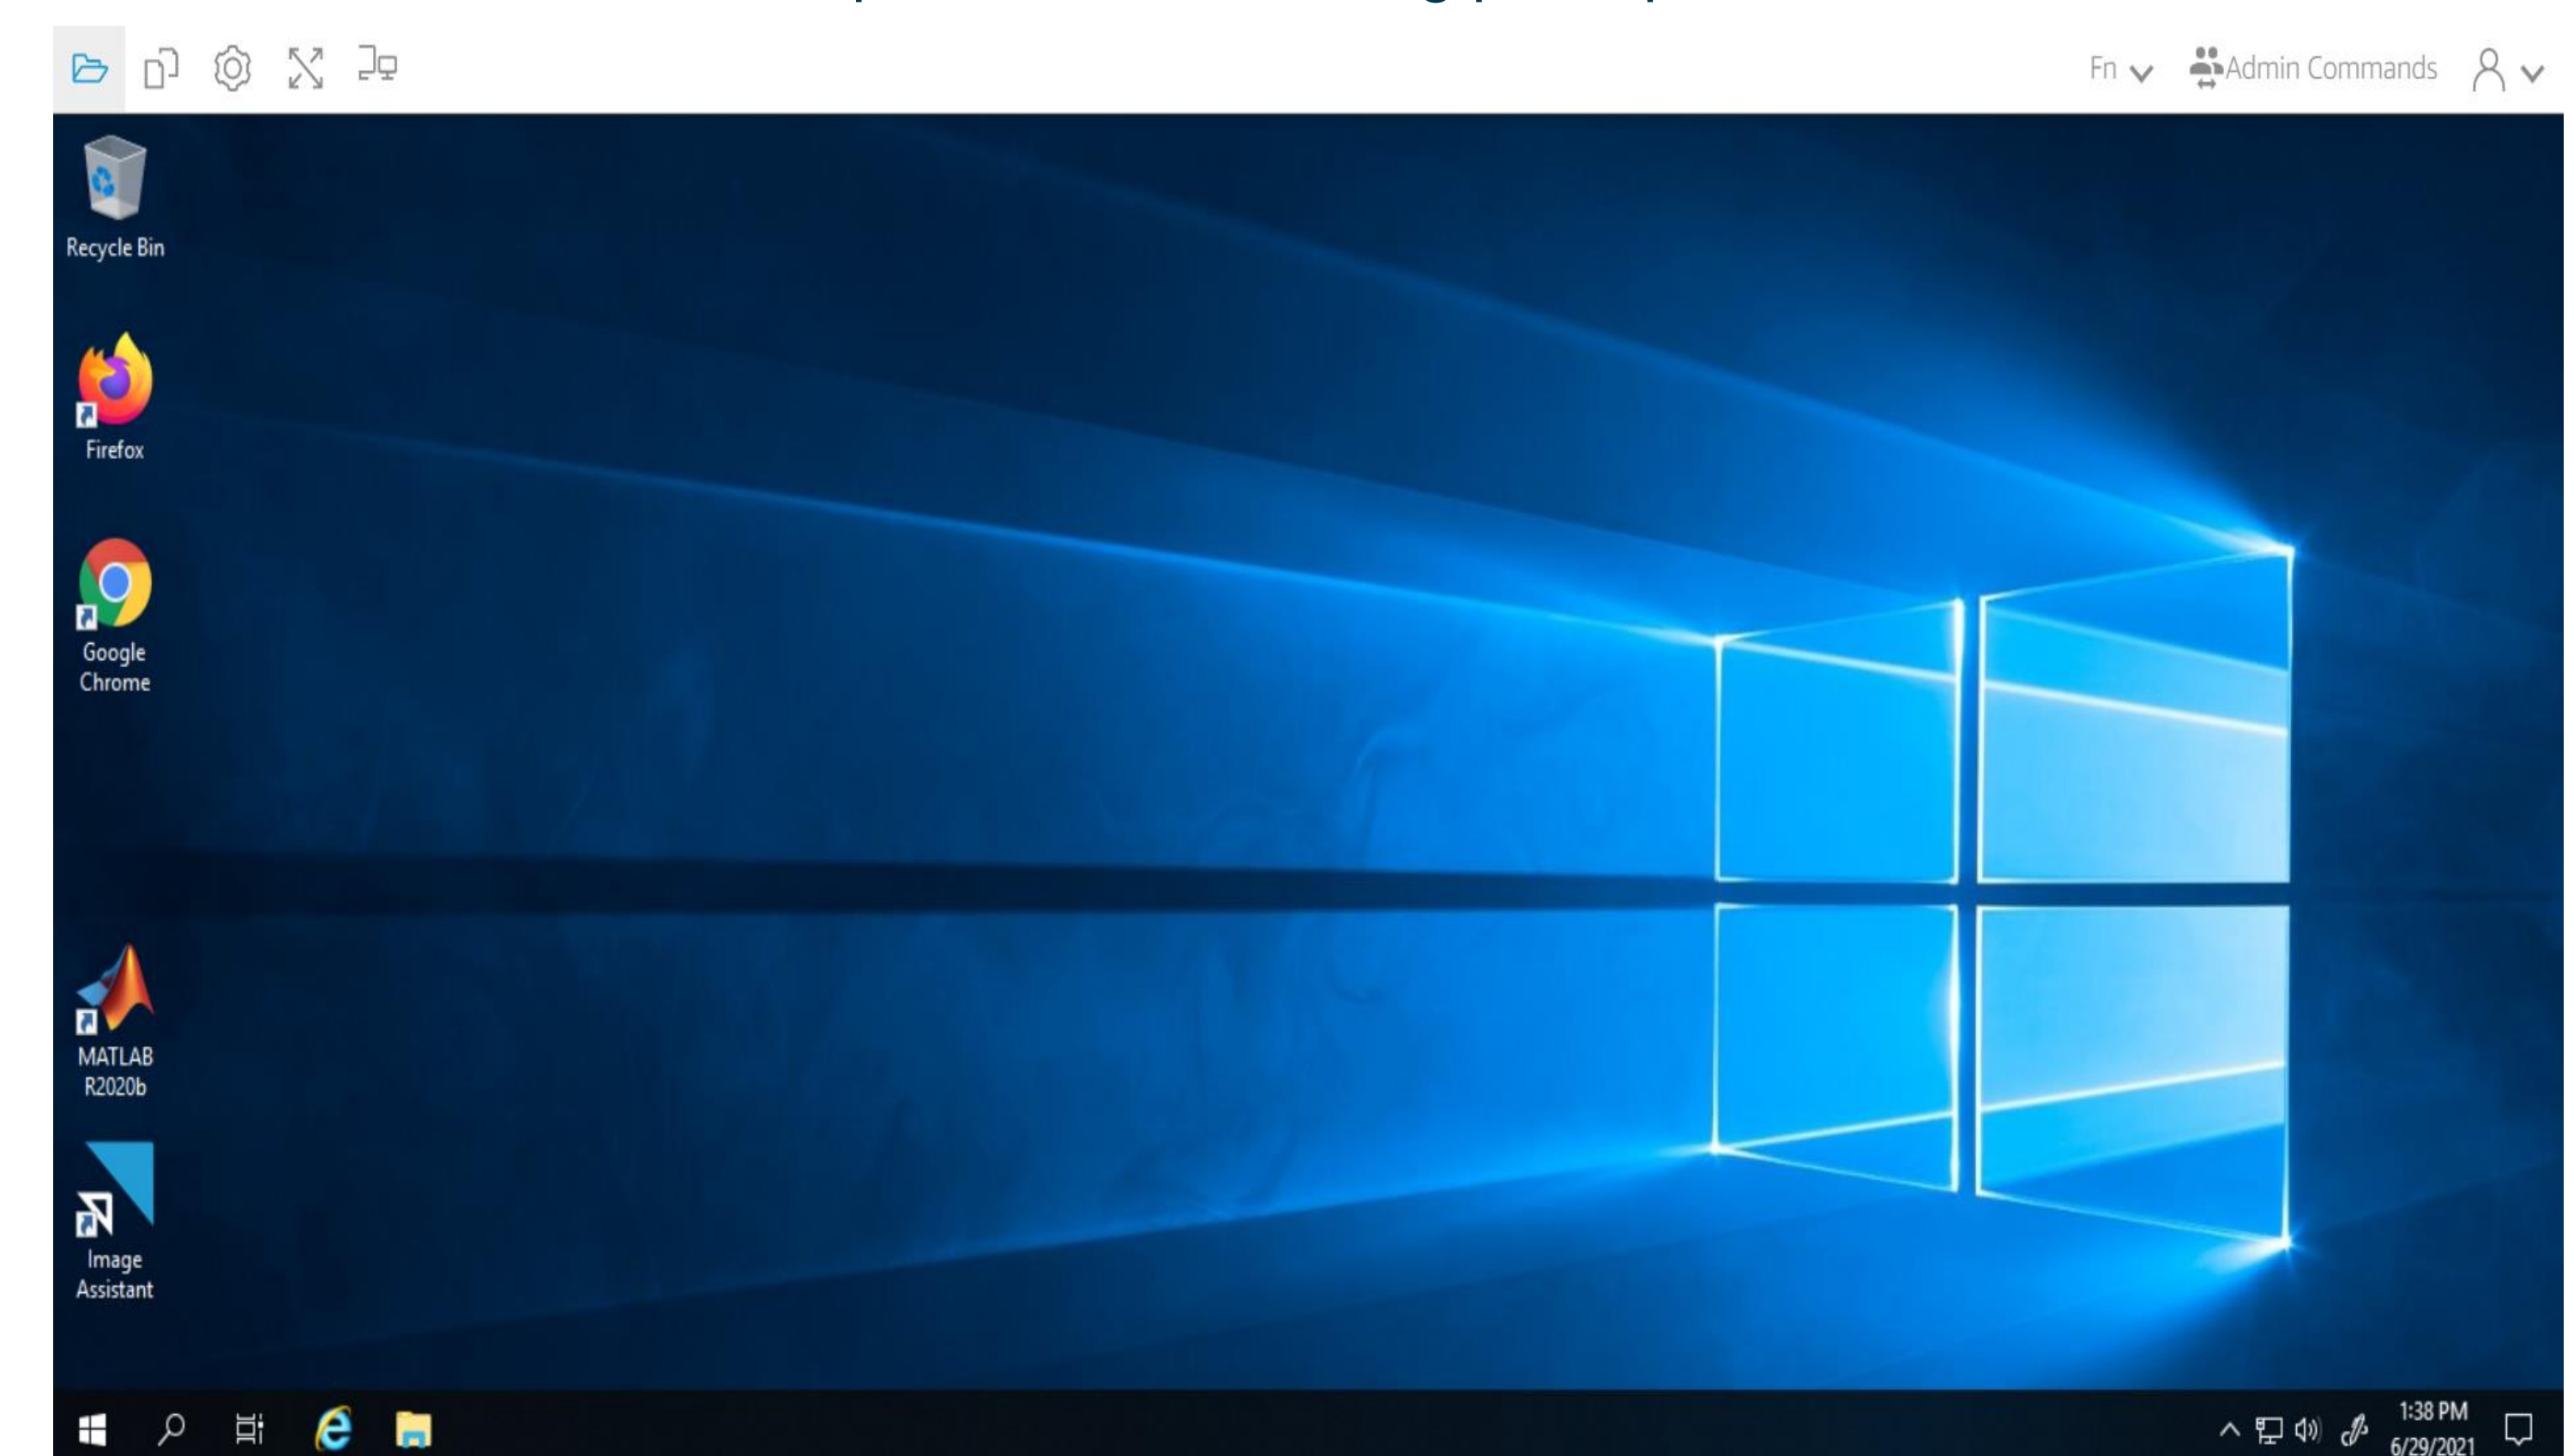 Fn
Admin Commands
Recycle Bin
Firefox
Google
Chrome
MATLAB
R2020b
Image
Assistant
1:38 PM
6/29/2021